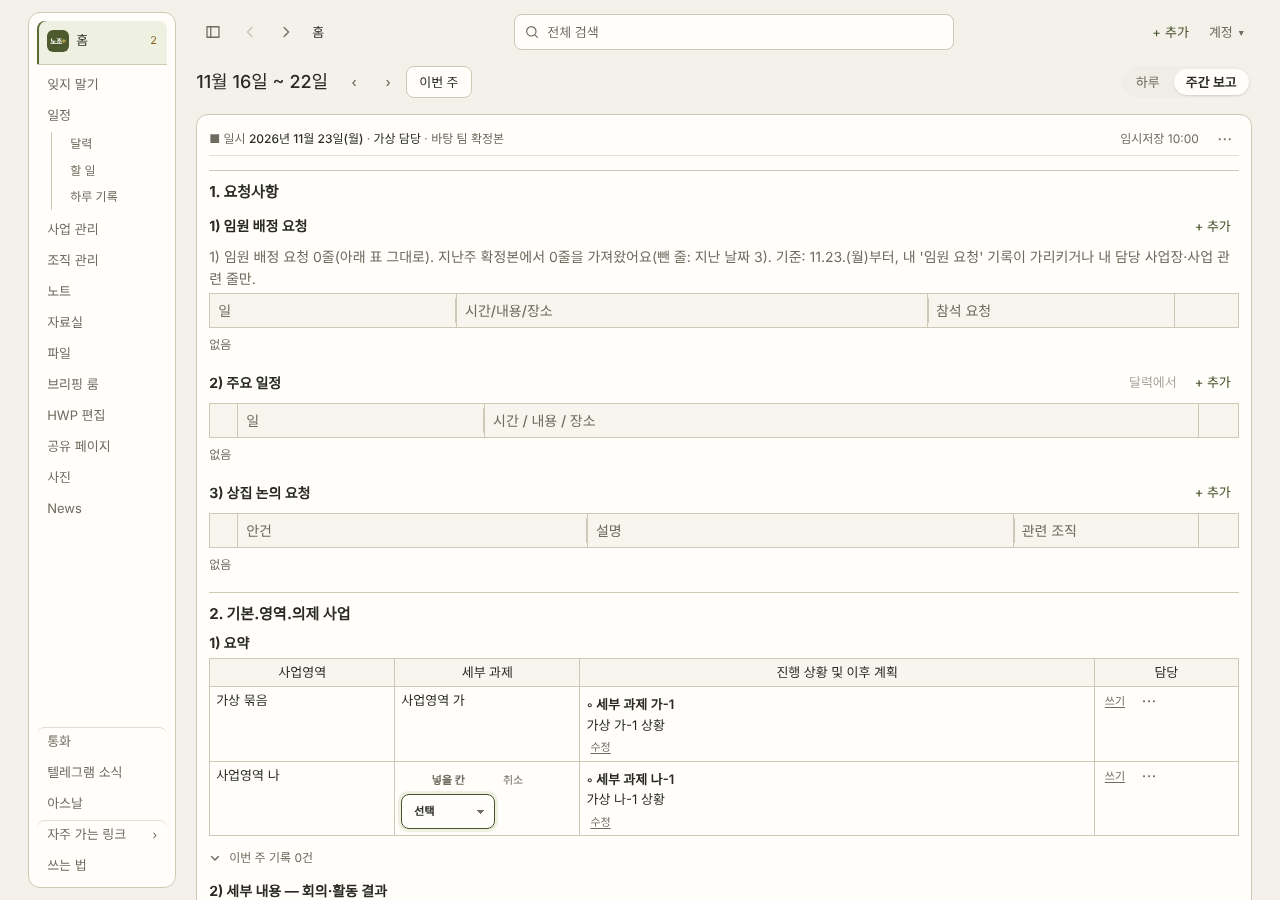 노조e
홈
2
잊지 말기
일정
달력
할 일
하루 기록
사업 관리
조직 관리
노트
자료실
파일
브리핑 룸
HWP 편집
공유 페이지
사진
News
통화
텔레그램 소식
아스날
자주 가는 링크 ›
쓰는 법
홈
전체 검색
+ 추가
계정 ▾
11월 16일 ~ 22일
‹ › 이번 주
하루 주간 보고
■ 일시 2026년 11월 23일(월) · 가상 담당 · 바탕 팀 확정본
임시저장 10:00 ⋯
1. 요청사항
1) 임원 배정 요청
+ 추가
1) 임원 배정 요청 0줄(아래 표 그대로). 지난주 확정본에서 0줄을 가져왔어요(뺀 줄: 지난 날짜 3). 기준: 11.23.(월)부터, 내 '임원 요청' 기록이 가리키거나 내 담당 사업장·사업 관
련 줄만.
일 시간/내용/장소 참석 요청
없음
2) 주요 일정
달력에서 + 추가
일 시간 / 내용 / 장소
없음
3) 상집 논의 요청
+ 추가
안건 설명 관련 조직
없음
2. 기본.영역.의제 사업
1) 요약
사업영역 세부 과제 진행 상황 및 이후 계획 담당
가상 묶음 사업영역 가
◦ 세부 과제 가-1
가상 가-1 상황
수정
쓰기 ⋯
사업영역 나
넣을 칸 취소
선택
◦ 세부 과제 나-1
가상 나-1 상황
수정
쓰기 ⋯
이번 주 기록 0건
2) 세부 내용 — 회의·활동 결과